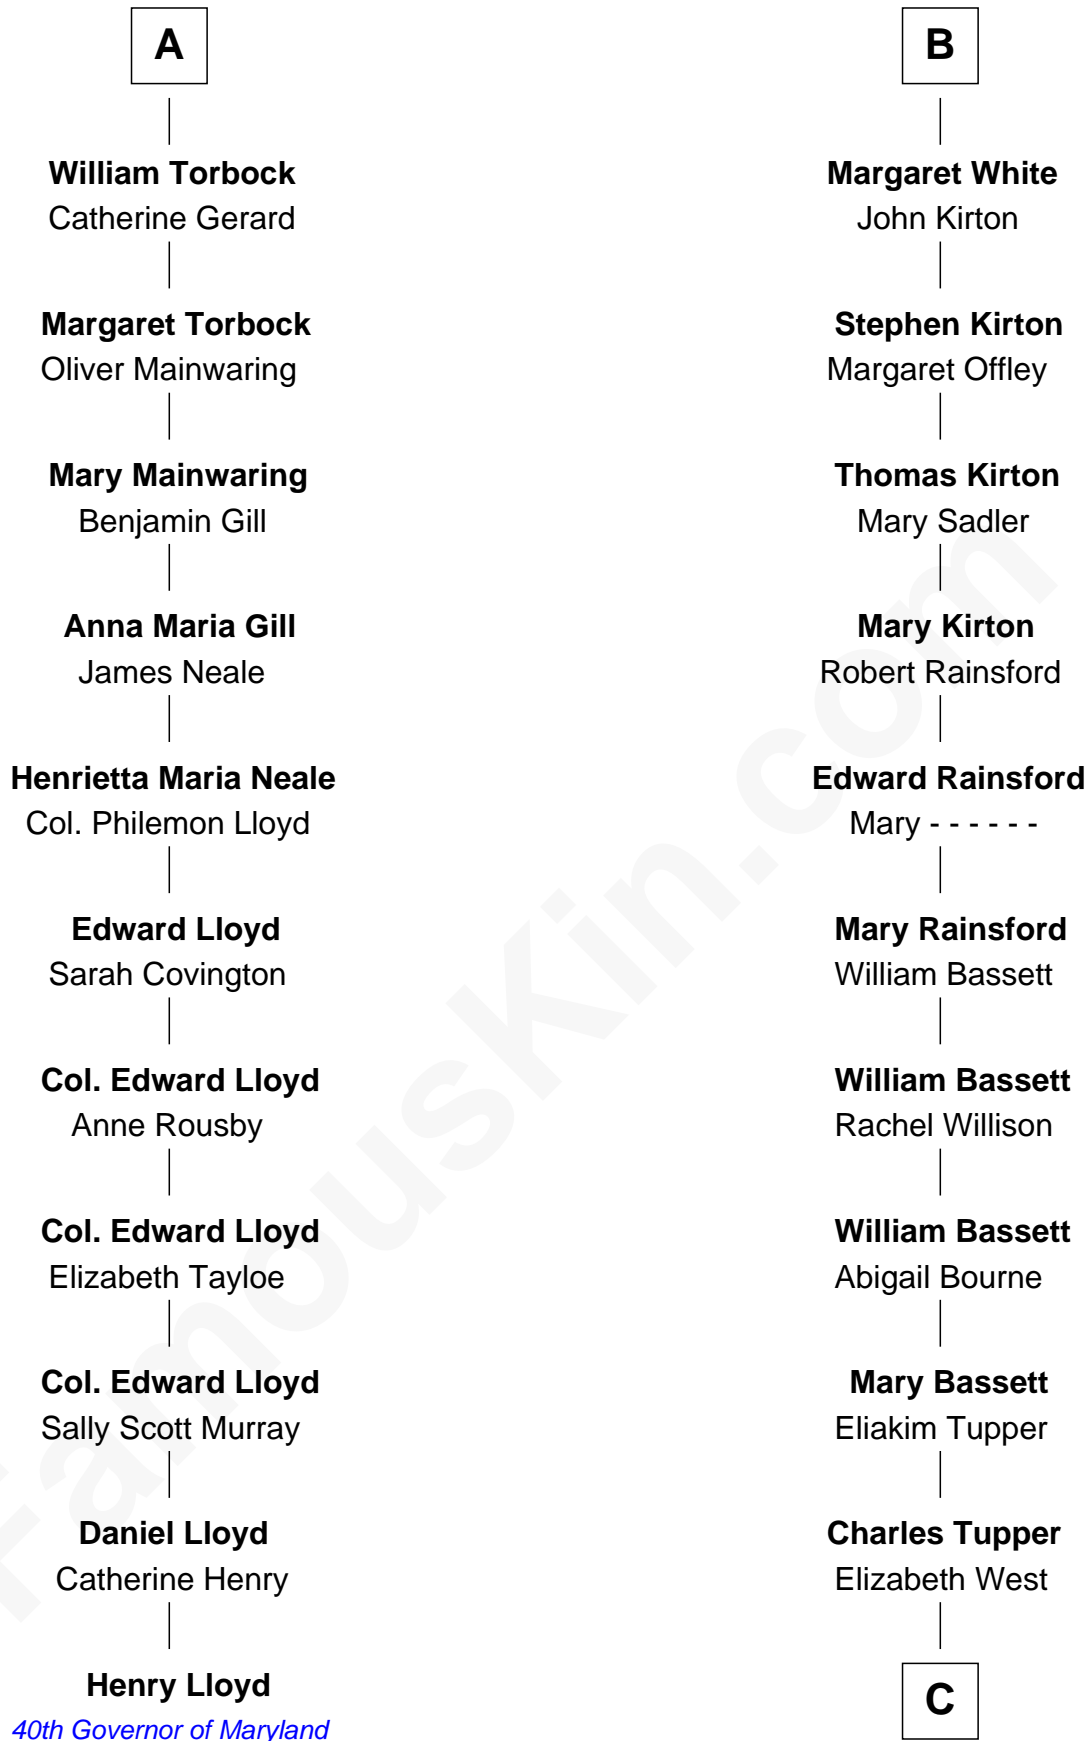 A
William Torbock
Catherine Gerard
Margaret Torbock
Oliver Mainwaring
Mary Mainwaring
Benjamin Gill
Anna Maria Gill
James Neale
Henrietta Maria Neale
Col. Philemon Lloyd
Edward Lloyd
Sarah Covington
Col. Edward Lloyd
Anne Rousby
Col. Edward Lloyd
Elizabeth Tayloe
Col. Edward Lloyd
Sally Scott Murray
Daniel Lloyd
Catherine Henry
Henry Lloyd
40th Governor of Maryland
B
Margaret White
John Kirton
Stephen Kirton
Margaret Offley
Thomas Kirton
Mary Sadler
Mary Kirton
Robert Rainsford
Edward Rainsford
Mary - - - - - -
Mary Rainsford
William Bassett
William Bassett
Rachel Willison
William Bassett
Abigail Bourne
Mary Bassett
Eliakim Tupper
Charles Tupper
Elizabeth West
C
FamousKin.com